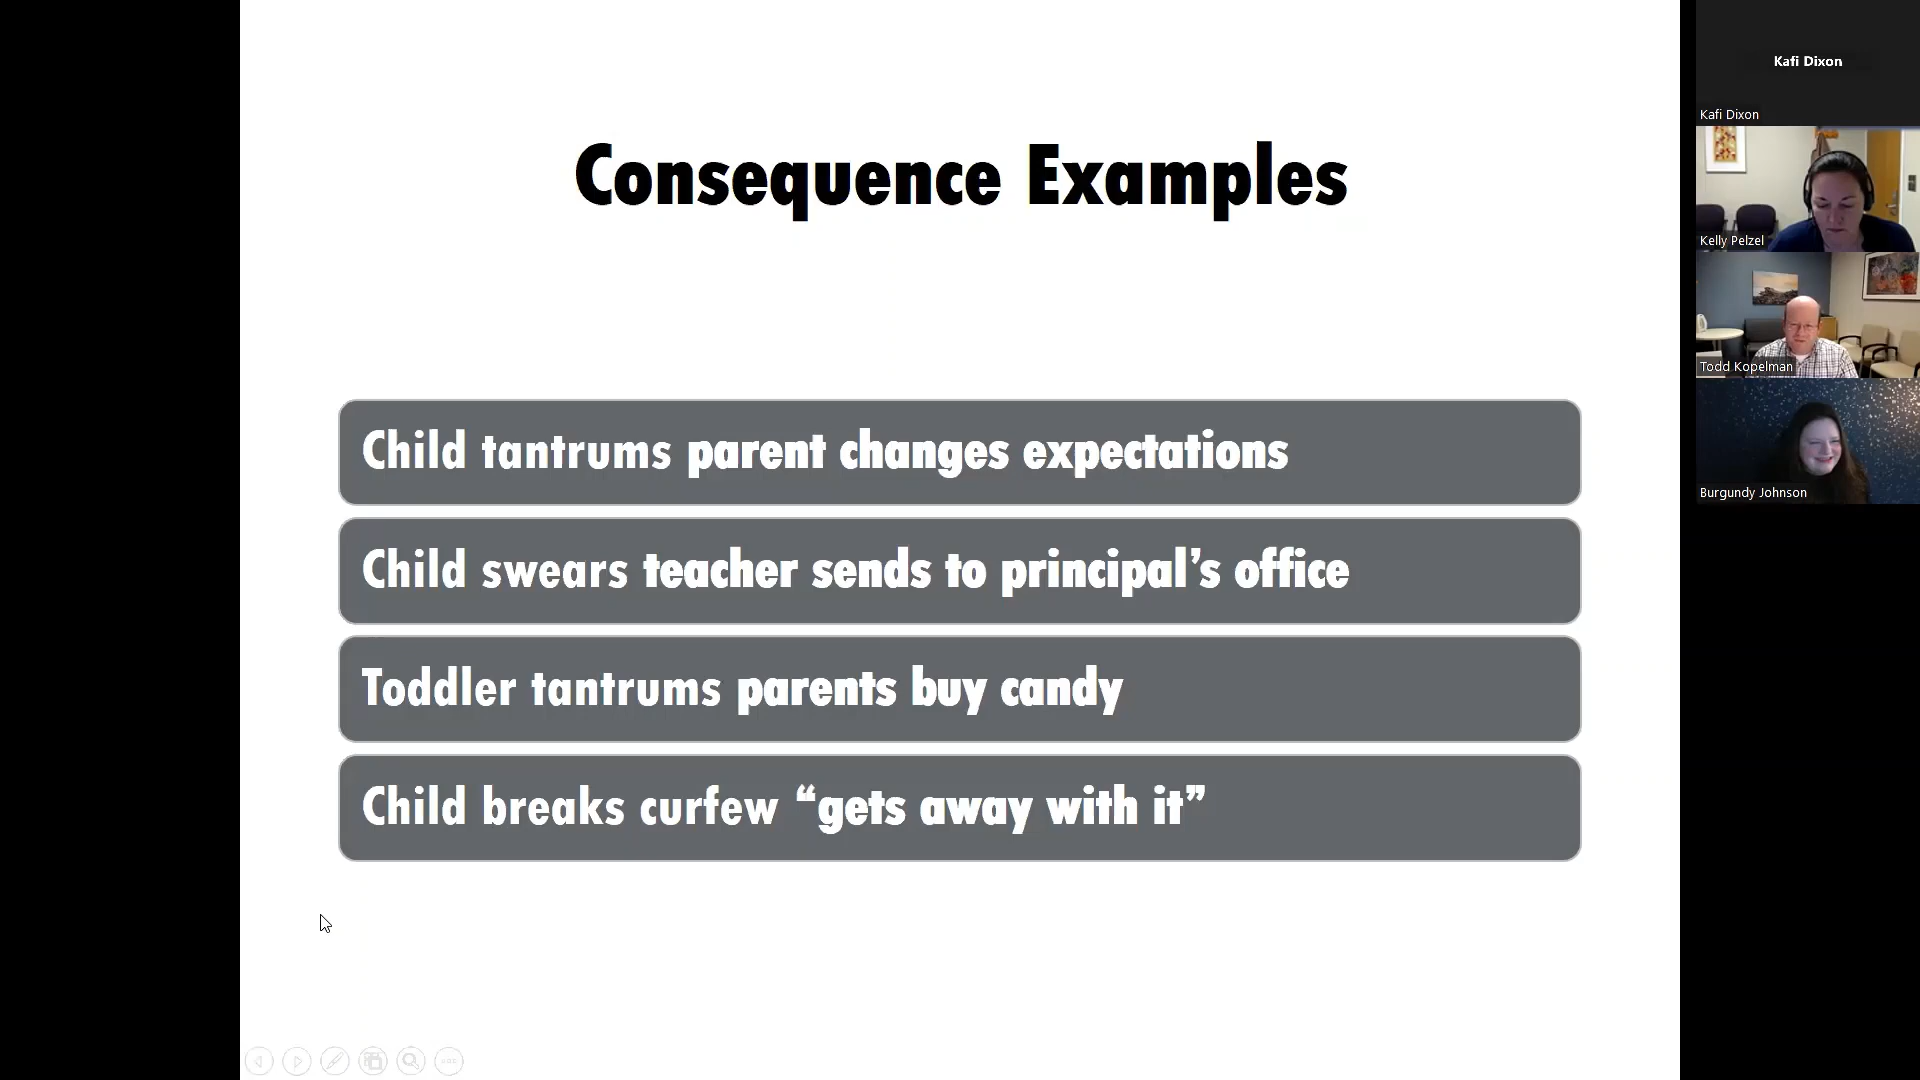 Consequence Examples
Child tantrums parent changes expectations
Child swears teacher sends to principal’s office
Toddler tantrums parents buy candy
Child breaks curfew “gets away with it”
Kafi Dixon
Kafi Dixon
Kelly Pelzel
Todd Kopelman
Burgundy Johnson